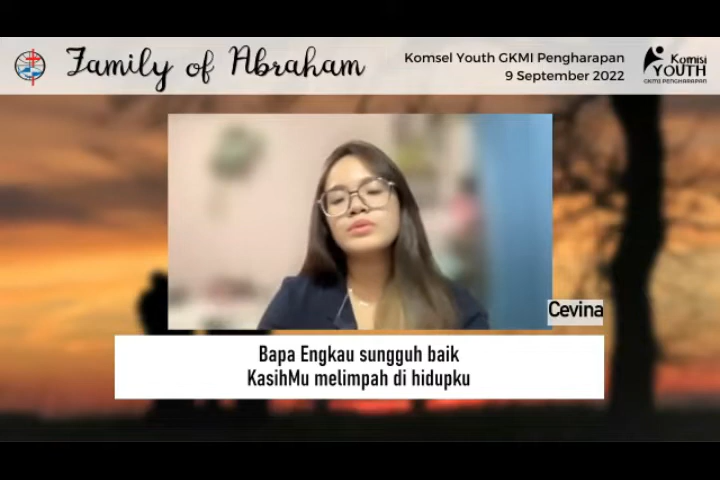 Family of Abraham
Komsel Youth GKMI Pengharapan
9 September 2022
Komisi
YOUTH
GKMI PENGHARAPAN
Cevina
Bapa Engkau sungguh baik
KasihMu melimpah di hidupku